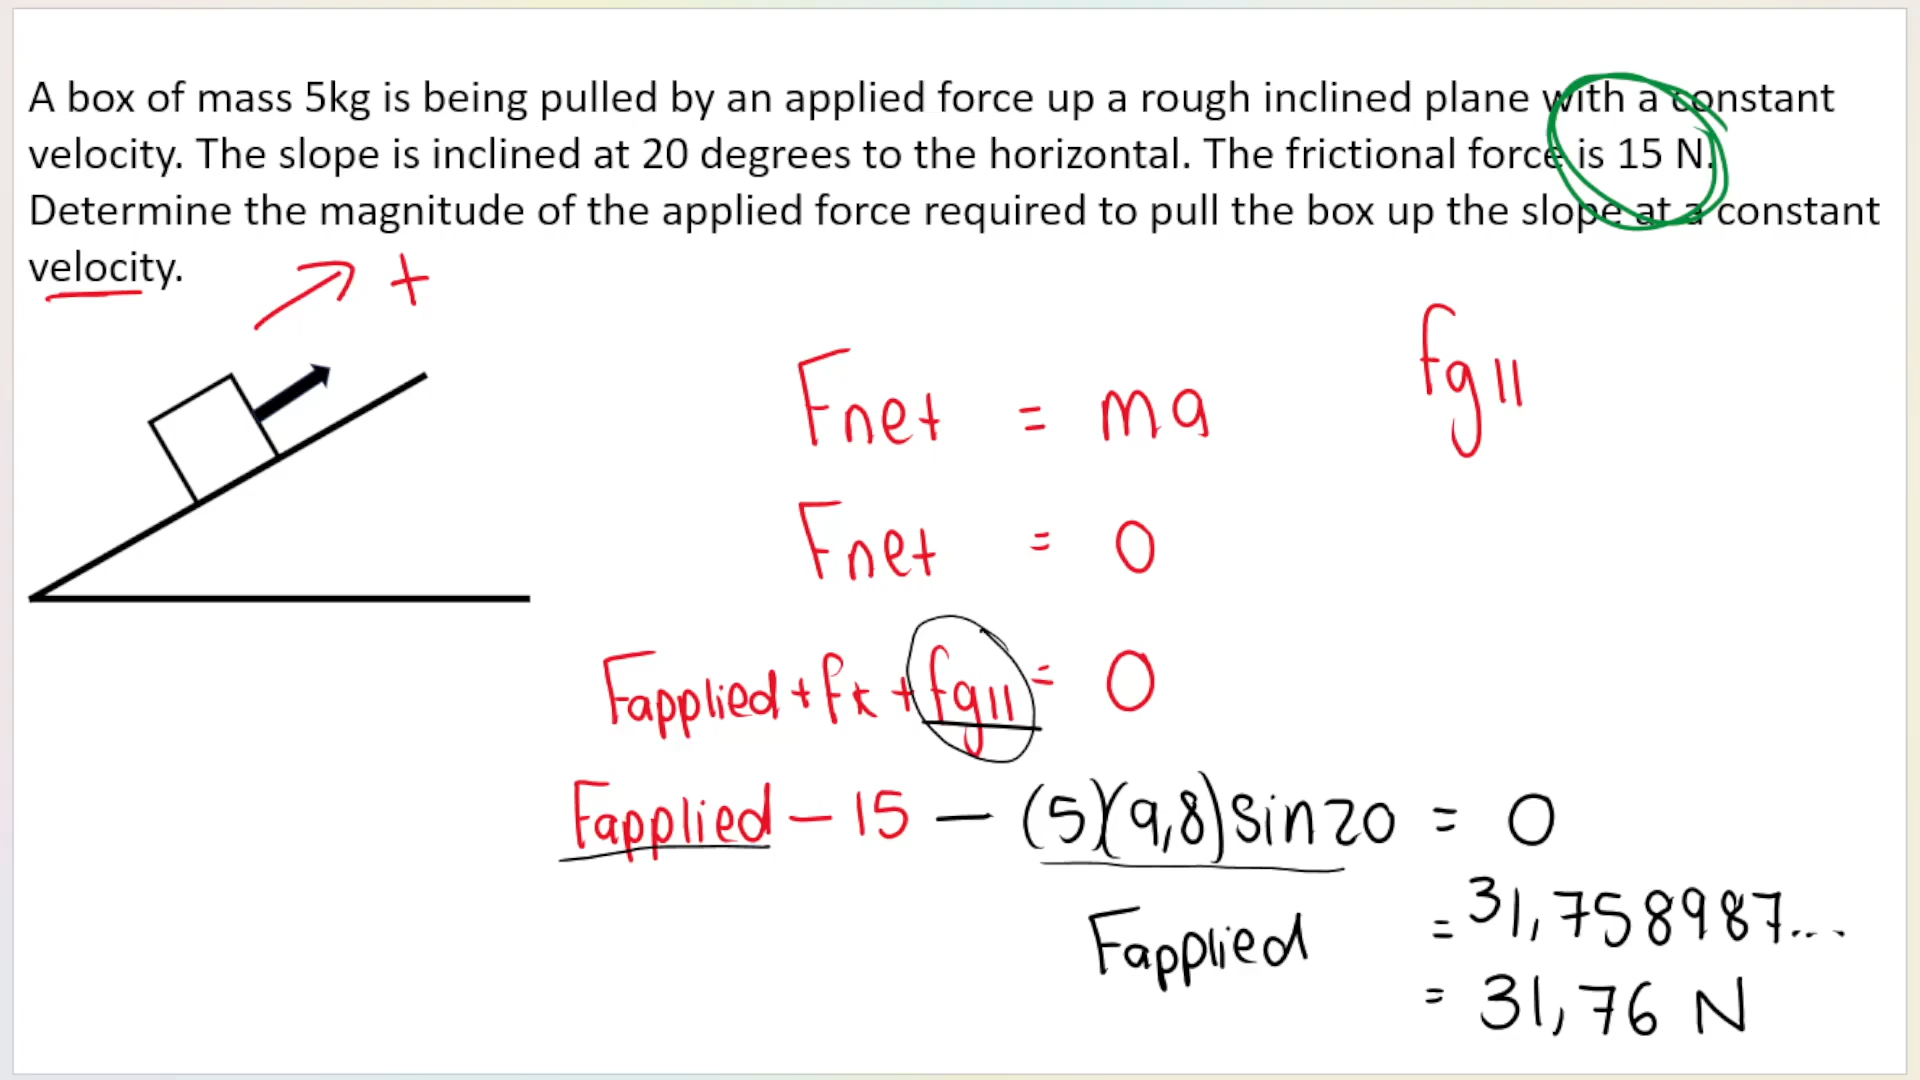 A box of mass 5kg is being pulled by an applied force up a rough inclined plane with a constant
velocity. The slope is inclined at 20 degrees to the horizontal. The frictional force is 15 N.
Determine the magnitude of the applied force required to pull the box up the slope at a constant
velocity.
+
Fnet = ma
fg||
Fnet = 0
Fapplied + fk + fg|| = 0
Fapplied - 15 - (5)(9,8)sin20 = 0
Fapplied = 31,758987...
= 31,76 N